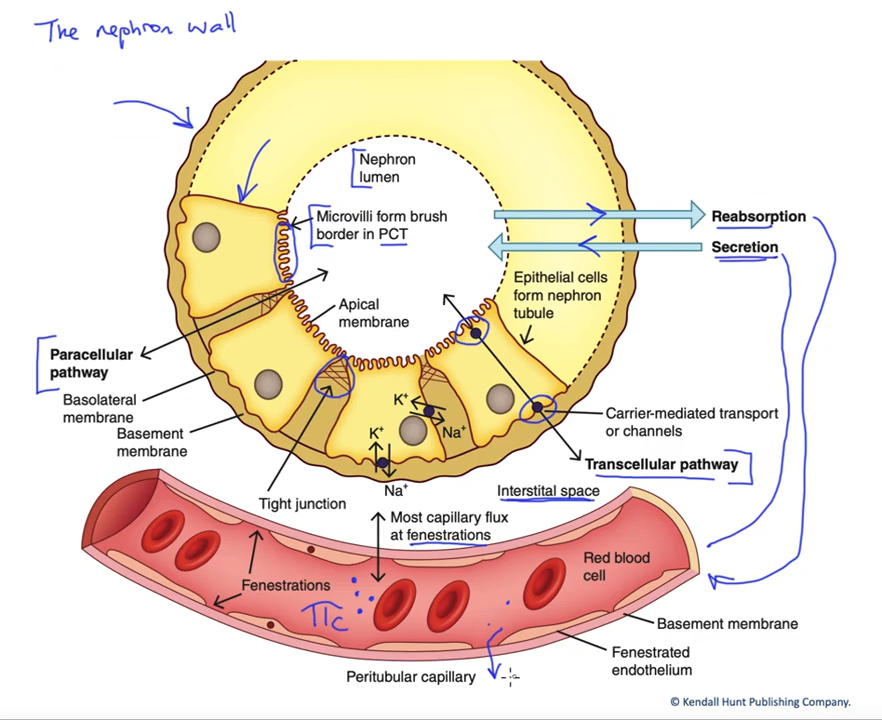 The nephron wall
Nephron
lumen
Microvilli form brush
border in PCT
Reabsorption
Secretion
Epithelial cells
form nephron
tubule
Apical
membrane
Paracellular
pathway
Basolateral
membrane
Basement
membrane
K⁺
Na⁺
K⁺
Na⁺
Carrier-mediated transport
or channels
Transcellular pathway
Interstital space
Tight junction
Most capillary flux
at fenestrations
Fenestrations
Red blood
cell
πc
Basement membrane
Fenestrated
endothelium
Peritubular capillary
© Kendall Hunt Publishing Company.